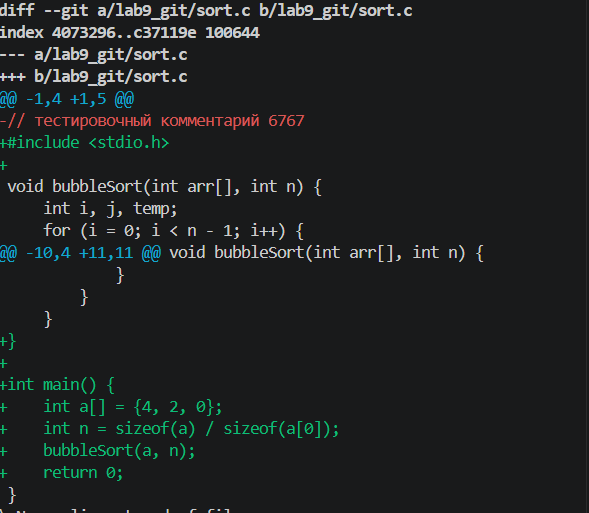 diff --git a/lab9_git/sort.c b/lab9_git/sort.c
index 4073296..c37119e 100644
--- a/lab9_git/sort.c
+++ b/lab9_git/sort.c
@@ -1,4 +1,5 @@
-// тестировочный комментарий 6767
+#include <stdio.h>
+
 void bubbleSort(int arr[], int n) {
     int i, j, temp;
     for (i = 0; i < n - 1; i++) {
@@ -10,4 +11,11 @@ void bubbleSort(int arr[], int n) {
             }
         }
     }
+}
+
+int main() {
+    int a[] = {4, 2, 0};
+    int n = sizeof(a) / sizeof(a[0]);
+    bubbleSort(a, n);
+    return 0;
 }